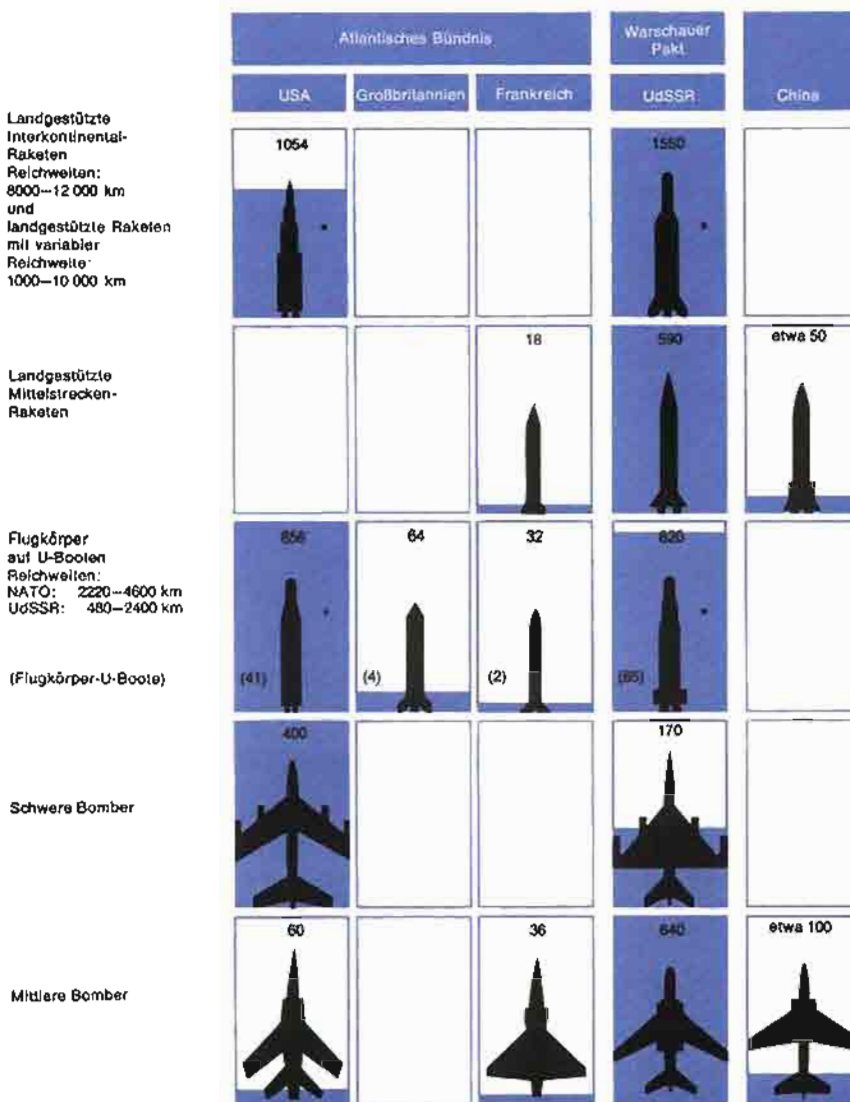 Atlantisches Bündnis
Warschauer
Pakt
USA
Großbritannien
Frankreich
UdSSR
China
Landgestützte
Interkontinental-
Raketen
Reichweiten:
8000–12 000 km
und
landgestützte Raketen
mit variabler
Reichweite:
1000–10 000 km
1054
1550
Landgestützte
Mittelstrecken-
Raketen
18
590
etwa 50
Flugkörper
auf U-Booten
Reichweiten:
NATO: 2220–4600 km
UdSSR: 480–2400 km
(Flugkörper-U-Boote)
656
64
32
620
(41)
(4)
(2)
(65)
Schwere Bomber
400
170
Mittlere Bomber
60
36
640
etwa 100